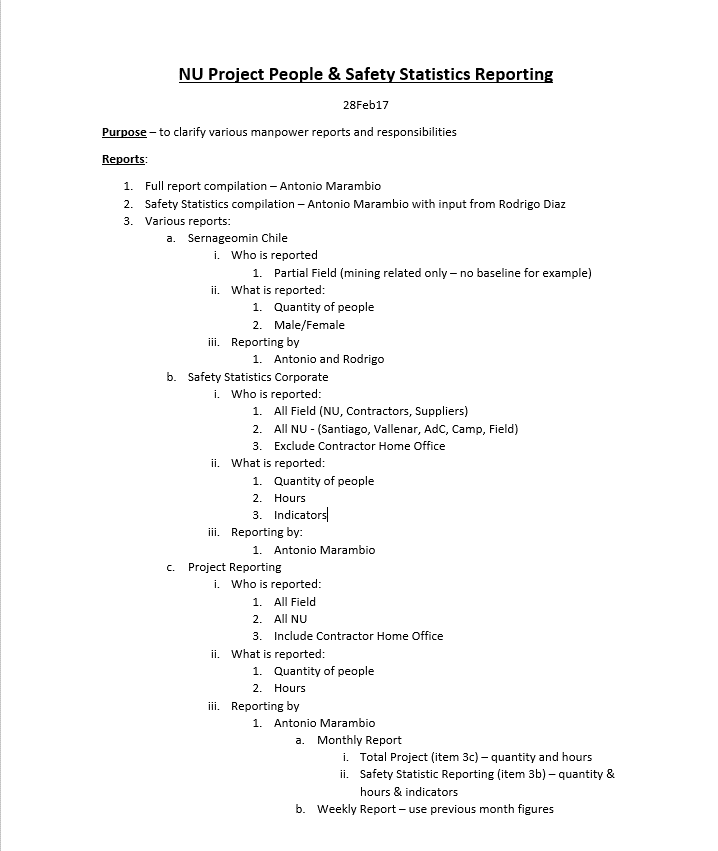 NU Project People & Safety Statistics Reporting
28Feb17
Purpose – to clarify various manpower reports and responsibilities
Reports:
1. Full report compilation – Antonio Marambio
2. Safety Statistics compilation – Antonio Marambio with input from Rodrigo Diaz
3. Various reports:
a. Sernageomin Chile
i. Who is reported
1. Partial Field (mining related only – no baseline for example)
ii. What is reported:
1. Quantity of people
2. Male/Female
iii. Reporting by
1. Antonio and Rodrigo
b. Safety Statistics Corporate
i. Who is reported:
1. All Field (NU, Contractors, Suppliers)
2. All NU - (Santiago, Vallenar, AdC, Camp, Field)
3. Exclude Contractor Home Office
ii. What is reported:
1. Quantity of people
2. Hours
3. Indicators
iii. Reporting by:
1. Antonio Marambio
c. Project Reporting
i. Who is reported:
1. All Field
2. All NU
3. Include Contractor Home Office
ii. What is reported:
1. Quantity of people
2. Hours
iii. Reporting by
1. Antonio Marambio
a. Monthly Report
i. Total Project (item 3c) – quantity and hours
ii. Safety Statistic Reporting (item 3b) – quantity &
hours & indicators
b. Weekly Report – use previous month figures